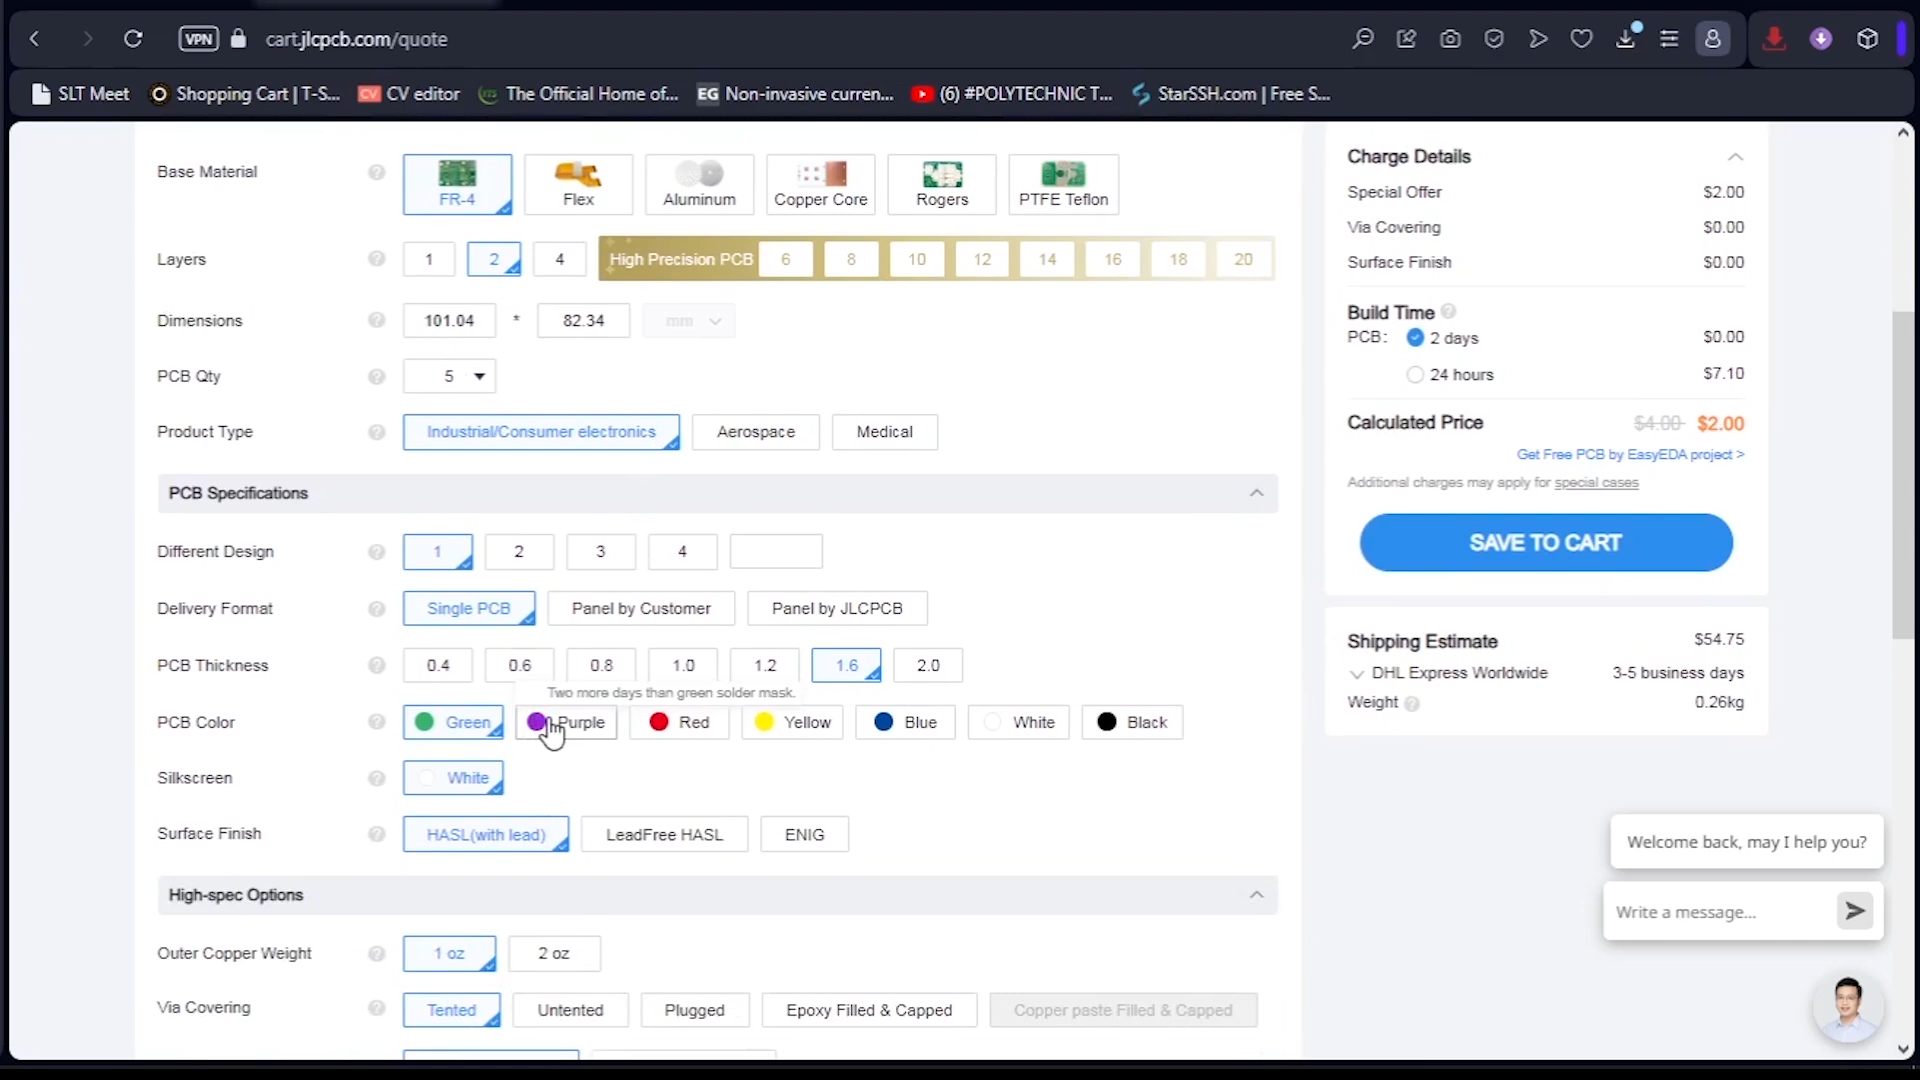 VPN cart.jlcpcb.com/quote
SLT Meet Shopping Cart | T-S... CV CV editor The Official Home of... EG Non-invasive curren... (6) #POLYTECHNIC T... StarSSH.com | Free S...
Base Material
FR-4 Flex Aluminum Copper Core Rogers PTFE Teflon
Layers 1 2 4 High Precision PCB 6 8 10 12 14 16 18 20
Dimensions 101.04 * 82.34 mm
PCB Qty 5
Product Type Industrial/Consumer electronics Aerospace Medical
PCB Specifications
Different Design 1 2 3 4
Delivery Format Single PCB Panel by Customer Panel by JLCPCB
PCB Thickness 0.4 0.6 0.8 1.0 1.2 1.6 2.0
Two more days than green solder mask.
PCB Color Green Purple Red Yellow Blue White Black
Silkscreen White
Surface Finish HASL(with lead) LeadFree HASL ENIG
High-spec Options
Outer Copper Weight 1 oz 2 oz
Via Covering Tented Untented Plugged Epoxy Filled & Capped Copper paste Filled & Capped
Charge Details
Special Offer $2.00
Via Covering $0.00
Surface Finish $0.00
Build Time
PCB: 2 days $0.00
24 hours $7.10
Calculated Price $4.00 $2.00
Get Free PCB by EasyEDA project >
Additional charges may apply for special cases
SAVE TO CART
Shipping Estimate $54.75
DHL Express Worldwide 3-5 business days
Weight 0.26kg
Welcome back, may I help you?
Write a message...